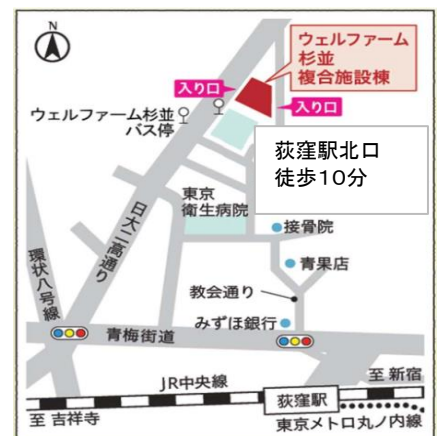 N
ウェルファーム
杉並
複合施設棟
入り口
入り口
ウェルファーム杉並
バス停
荻窪駅北口
徒歩10分
東京
衛生病院
日大二高通り
接骨院
青果店
環状八号線
教会通り
みずほ銀行
青梅街道
JR中央線
至 新宿
荻窪駅
至 吉祥寺
東京メトロ丸ノ内線